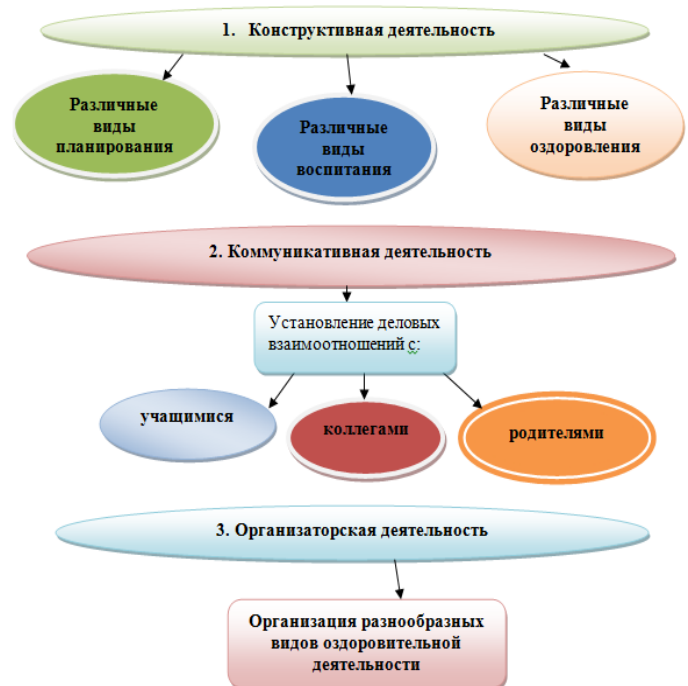 1. Конструктивная деятельность
Различные
виды
планирования
Различные
виды
воспитания
Различные
виды
оздоровления
2. Коммуникативная деятельность
Установление деловых
взаимоотношений с:
учащимися
коллегами
родителями
3. Организаторская деятельность
Организация разнообразных
видов оздоровительной
деятельности